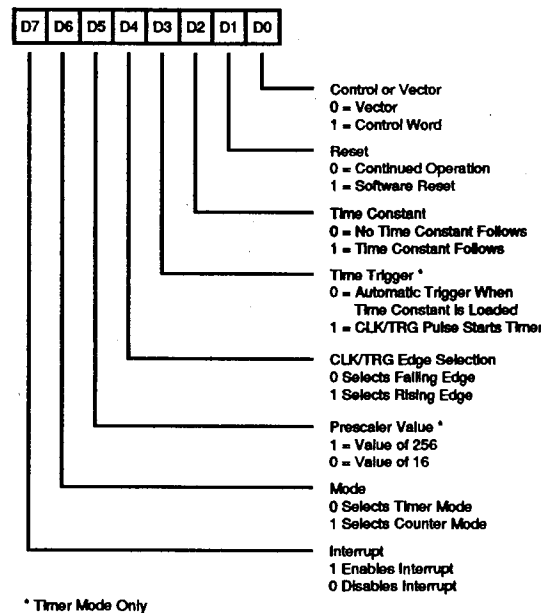 D7 D6 D5 D4 D3 D2 D1 D0
Control or Vector
0 = Vector
1 = Control Word
Reset
0 = Continued Operation
1 = Software Reset
Time Constant
0 = No Time Constant Follows
1 = Time Constant Follows
Time Trigger *
0 = Automatic Trigger When
Time Constant Is Loaded
1 = CLK/TRG Pulse Starts Timer
CLK/TRG Edge Selection
0 Selects Falling Edge
1 Selects Rising Edge
Prescaler Value *
1 = Value of 256
0 = Value of 16
Mode
0 Selects Timer Mode
1 Selects Counter Mode
Interrupt
1 Enables Interrupt
0 Disables Interrupt
* Timer Mode Only